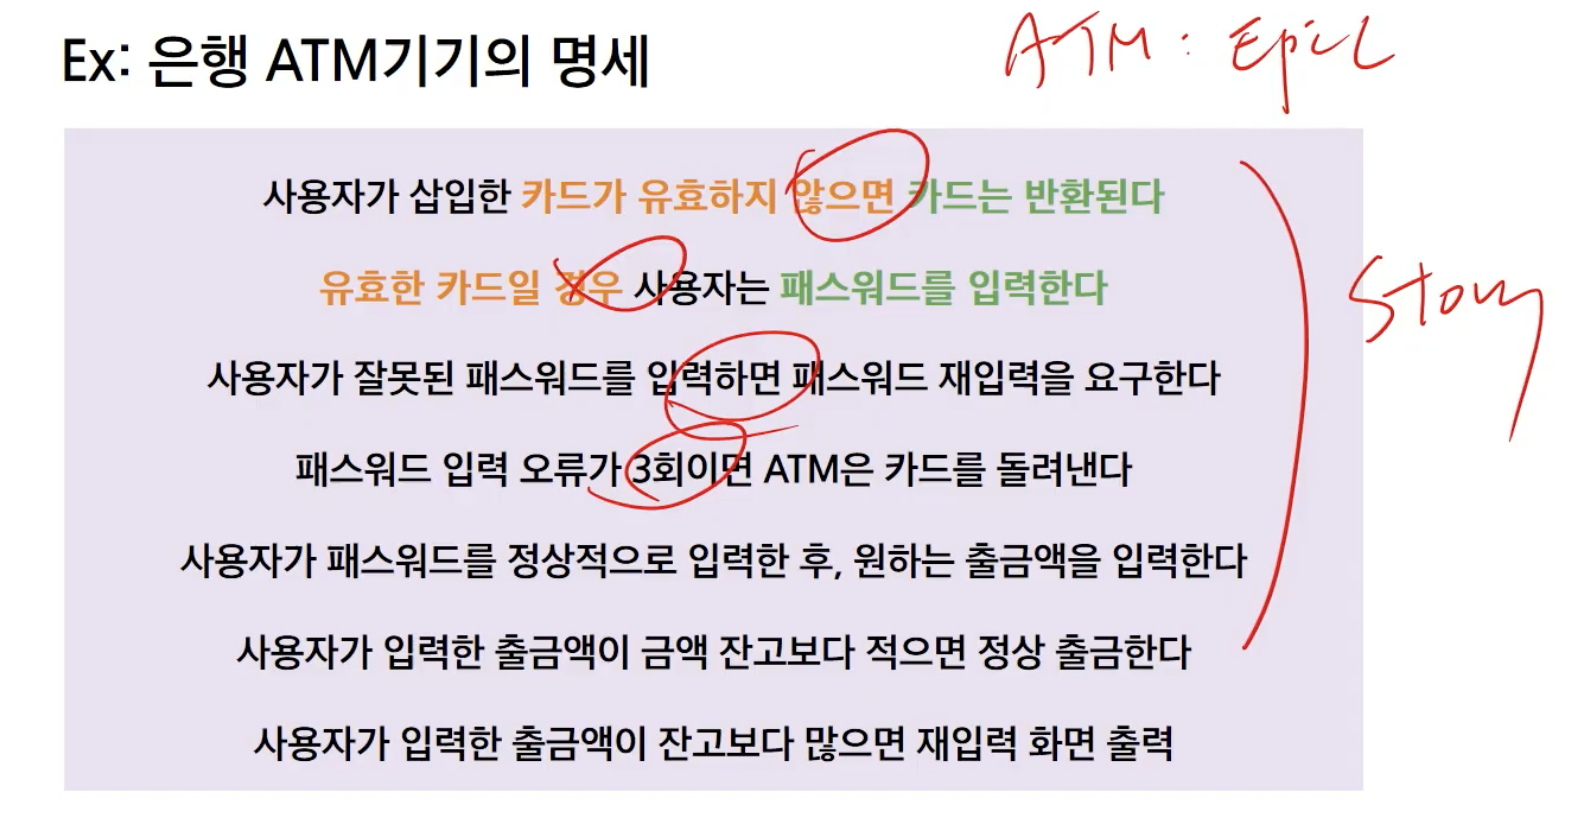 Ex: 은행 ATM기기의 명세
ATM : Epic
사용자가 삽입한 카드가 유효하지 않으면 카드는 반환된다
유효한 카드일 경우 사용자는 패스워드를 입력한다
Story
사용자가 잘못된 패스워드를 입력하면 패스워드 재입력을 요구한다
패스워드 입력 오류가 3회이면 ATM은 카드를 돌려낸다
사용자가 패스워드를 정상적으로 입력한 후, 원하는 출금액을 입력한다
사용자가 입력한 출금액이 금액 잔고보다 적으면 정상 출금한다
사용자가 입력한 출금액이 잔고보다 많으면 재입력 화면 출력